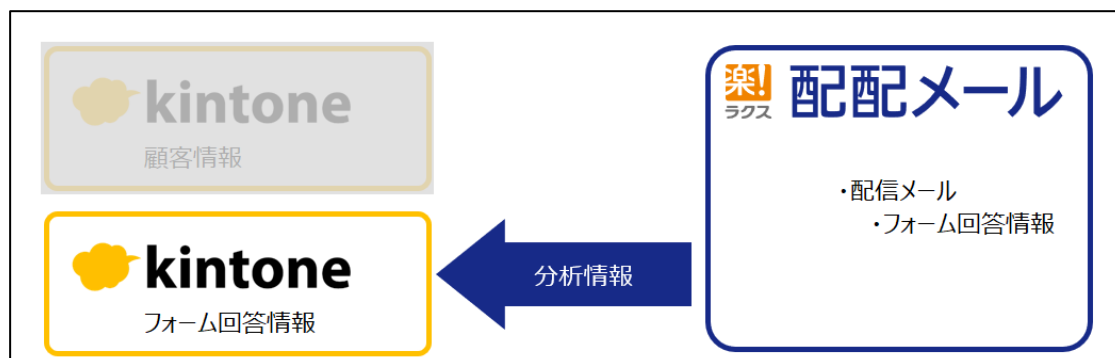 kintone
顧客情報
kintone
フォーム回答情報
分析情報
楽!
ラクス
配配メール
・配信メール
・フォーム回答情報